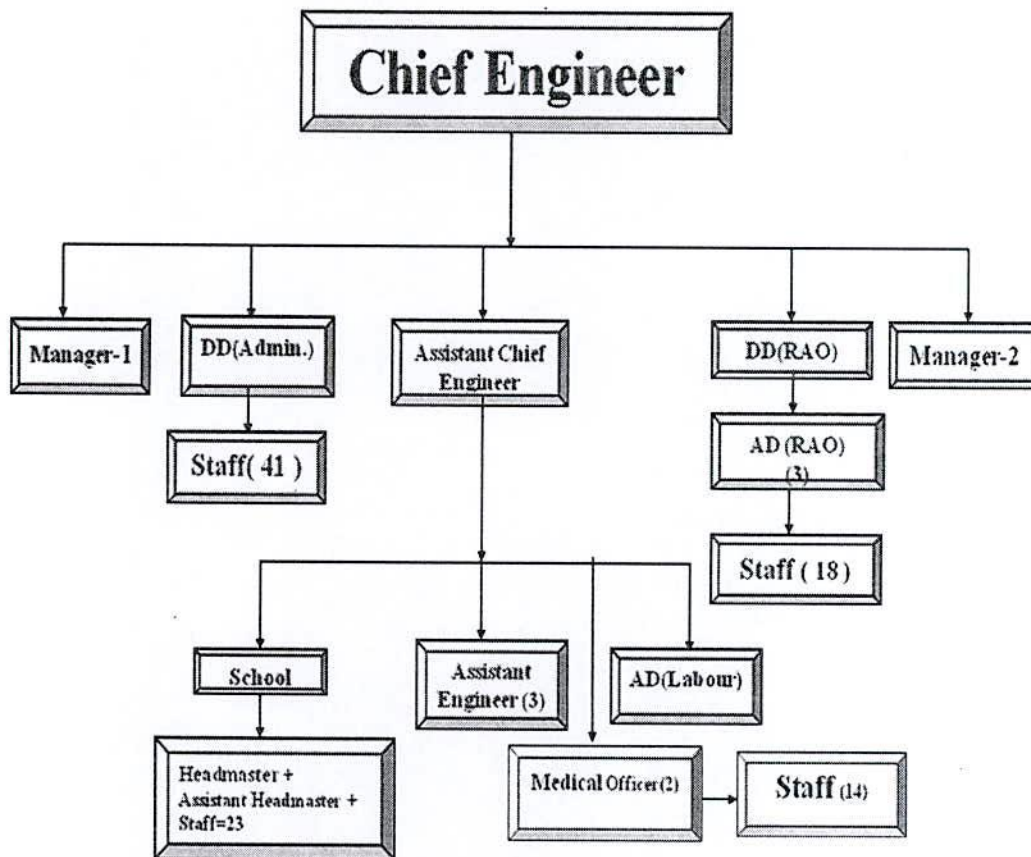 Chief Engineer
Manager-1
DD(Admin.)
Assistant Chief
Engineer
DD(RAO)
Manager-2
Staff( 41 )
AD (RAO)
(3)
Staff ( 18 )
School
Assistant
Engineer (3)
AD(Labour)
Headmaster +
Assistant Headmaster +
Staff=23
Medical Officer(2)
Staff (14)